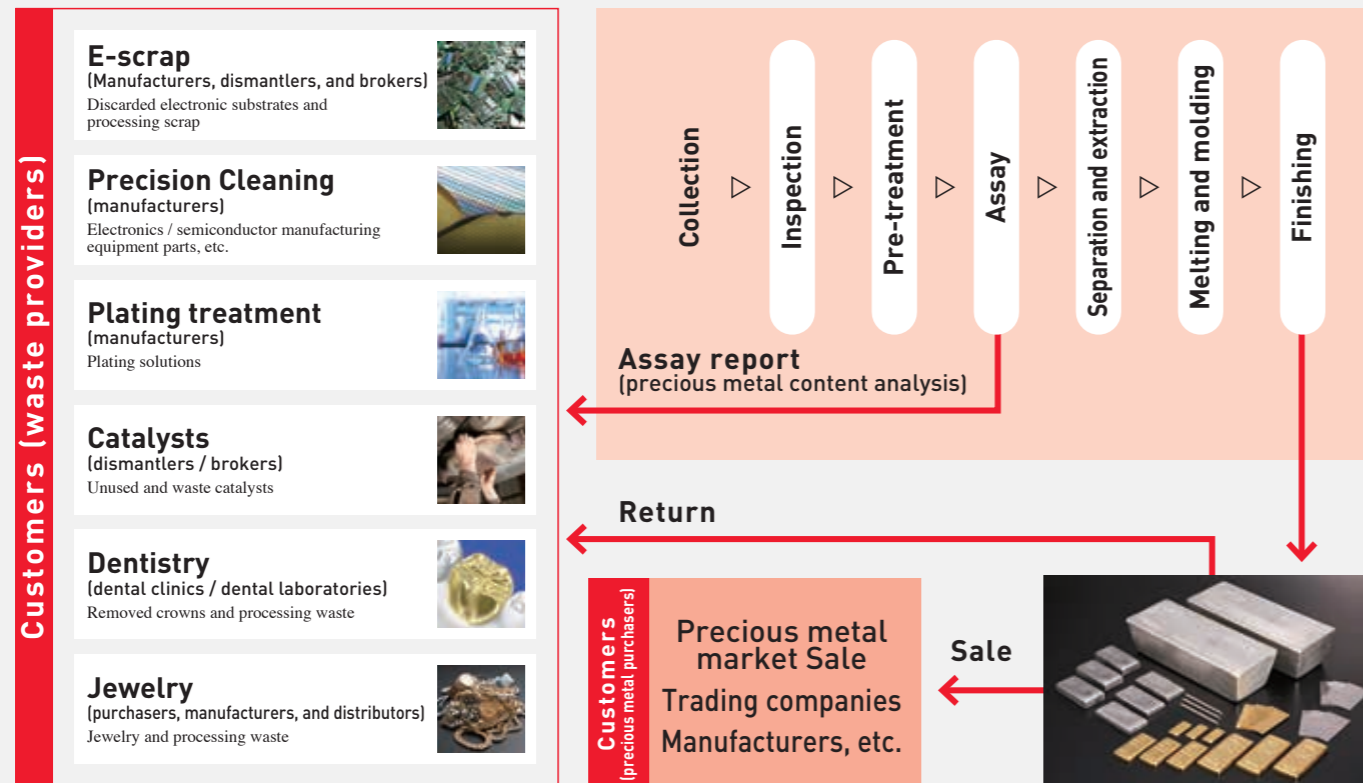 Customers (waste providers)
E-scrap
(Manufacturers, dismantlers, and brokers)
Discarded electronic substrates and
processing scrap
Precision Cleaning
(manufacturers)
Electronics / semiconductor manufacturing
equipment parts, etc.
Plating treatment
(manufacturers)
Plating solutions
Catalysts
(dismantlers / brokers)
Unused and waste catalysts
Dentistry
(dental clinics / dental laboratories)
Removed crowns and processing waste
Jewelry
(purchasers, manufacturers, and distributors)
Jewelry and processing waste
Collection
Inspection
Pre-treatment
Assay
Separation and extraction
Melting and molding
Finishing
Assay report
(precious metal content analysis)
Return
Customers
(precious metal purchasers)
Precious metal
market Sale
Trading companies
Manufacturers, etc.
Sale